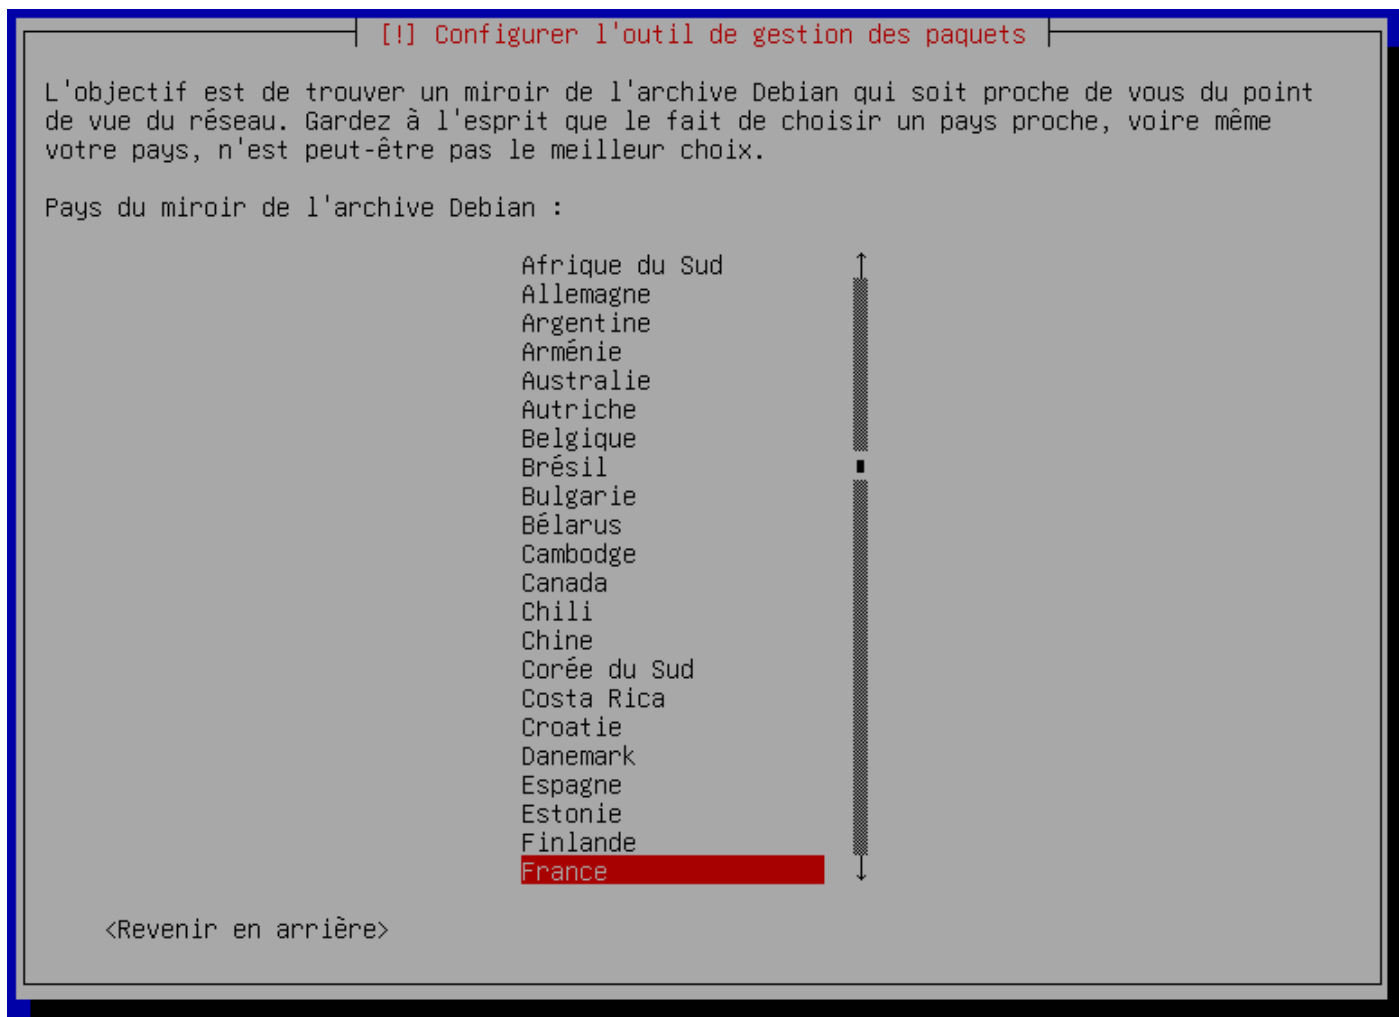 [!] Configurer l'outil de gestion des paquets
L'objectif est de trouver un miroir de l'archive Debian qui soit proche de vous du point
de vue du réseau. Gardez à l'esprit que le fait de choisir un pays proche, voire même
votre pays, n'est peut-être pas le meilleur choix.
Pays du miroir de l'archive Debian :
Afrique du Sud
Allemagne
Argentine
Arménie
Australie
Autriche
Belgique
Brésil
Bulgarie
Bélarus
Cambodge
Canada
Chili
Chine
Corée du Sud
Costa Rica
Croatie
Danemark
Espagne
Estonie
Finlande
France
<Revenir en arrière>